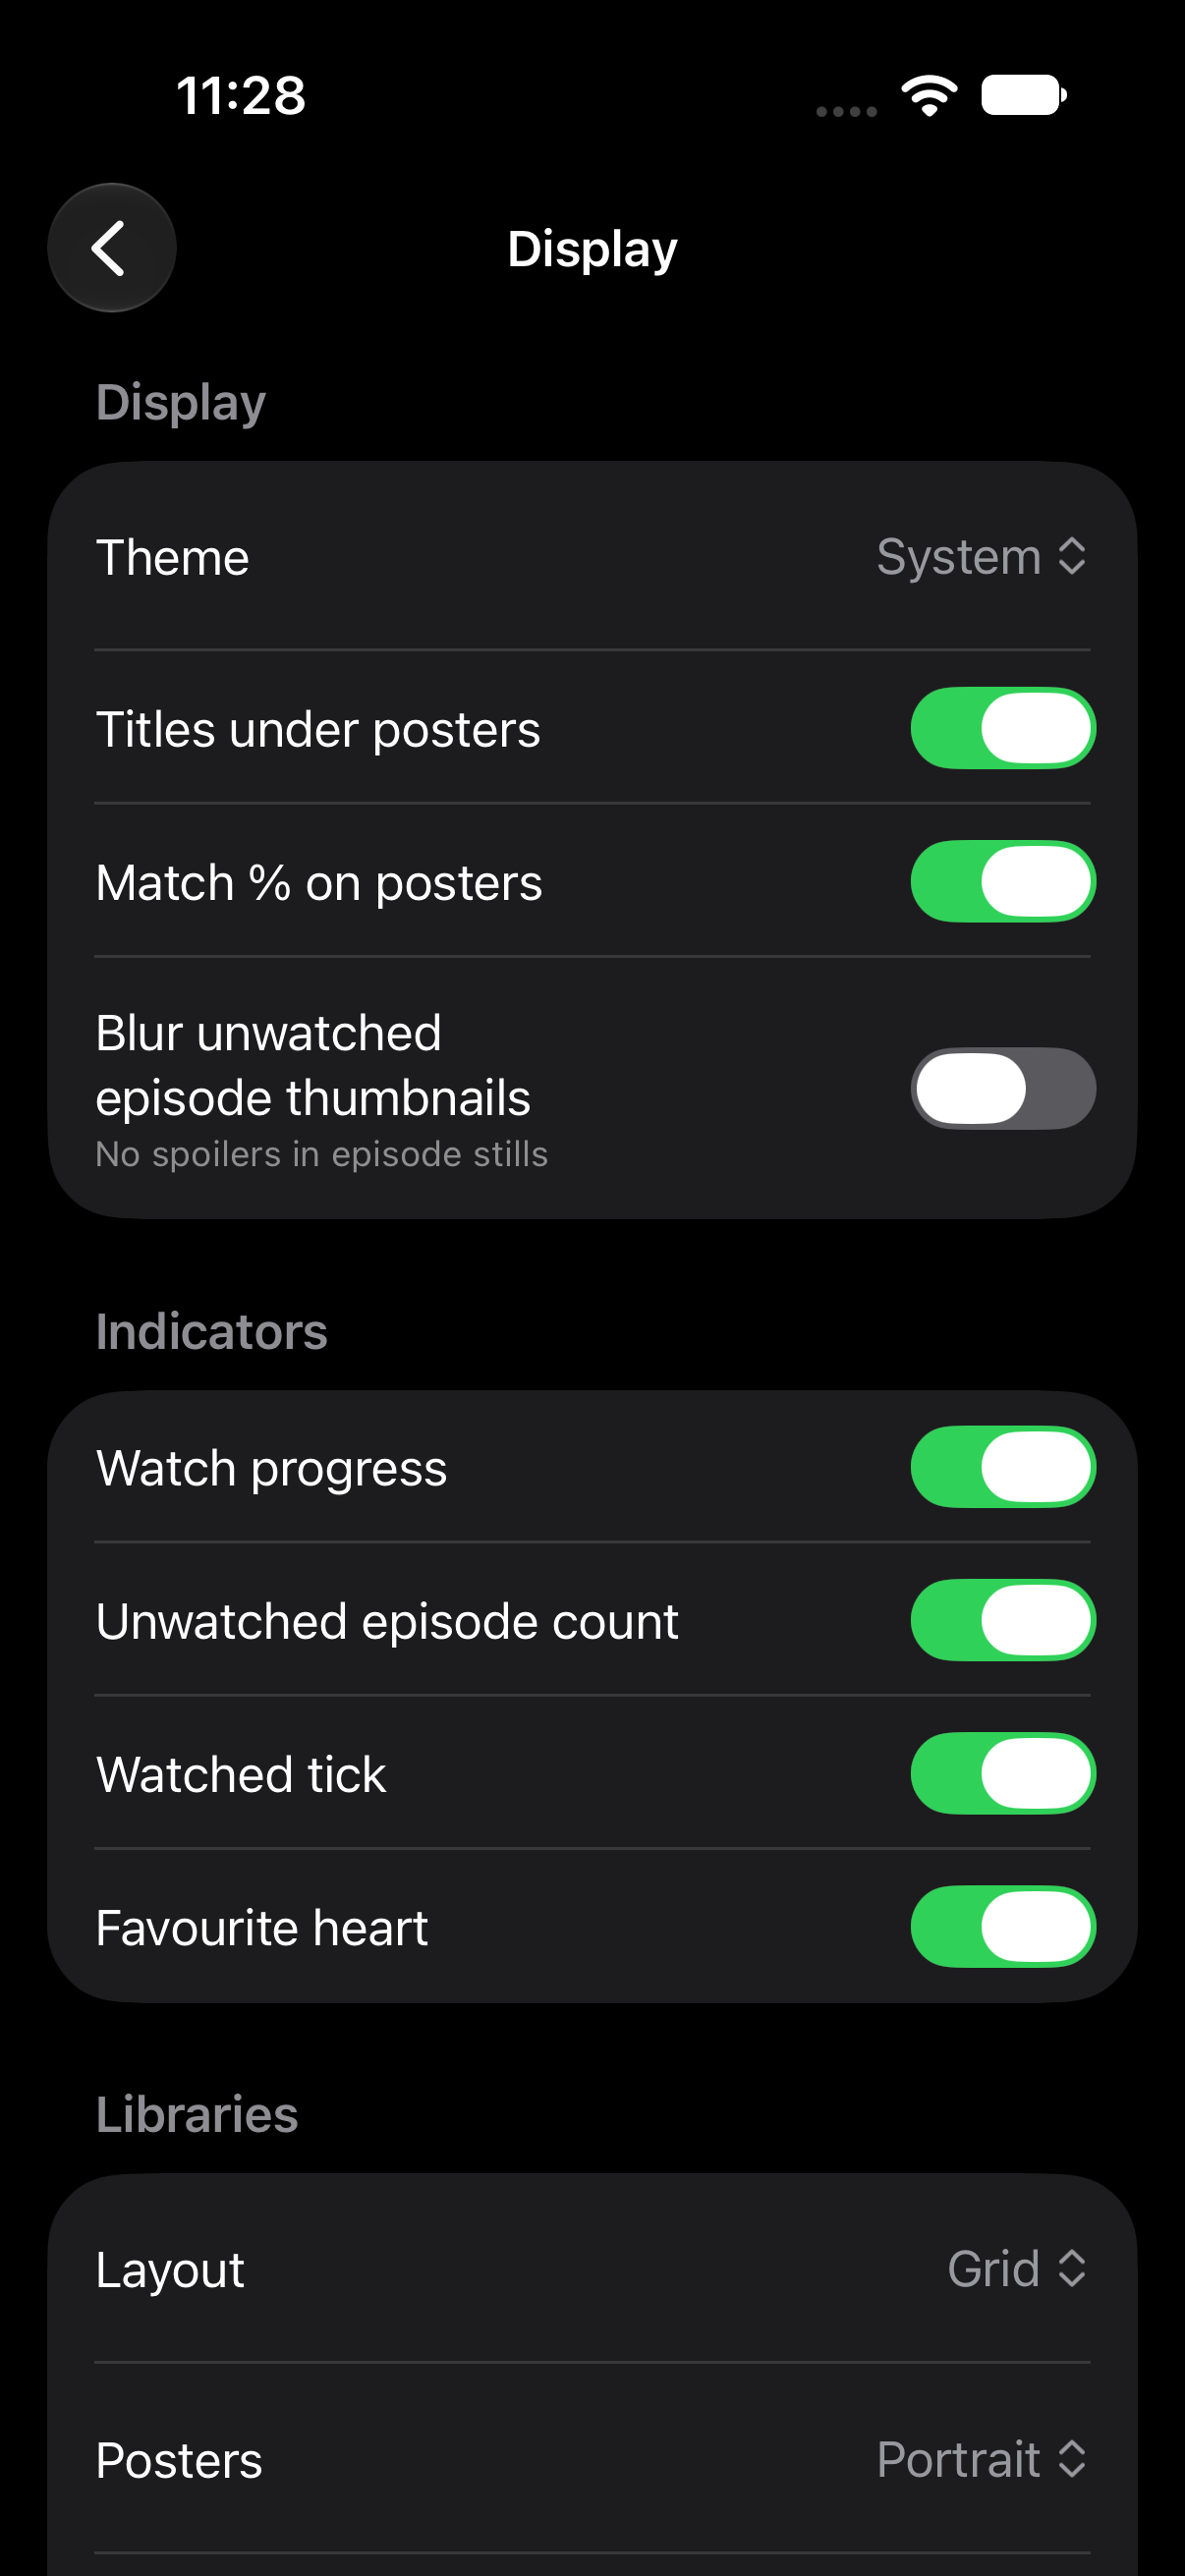 11:28
Display
Display
Theme
System
Titles under posters
Match % on posters
Blur unwatched
episode thumbnails
No spoilers in episode stills
Indicators
Watch progress
Unwatched episode count
Watched tick
Favourite heart
Libraries
Layout
Grid
Posters
Portrait